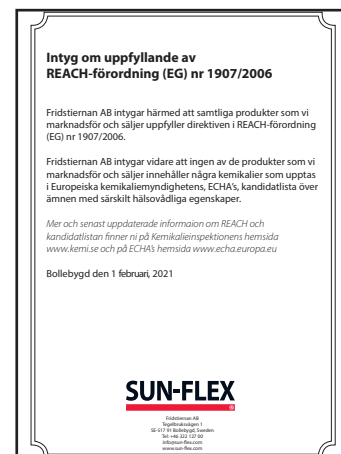 Intyg om uppfyllande av
REACH-förordning (EG) nr 1907/2006
Fridstiernan AB intygar härmed att samtliga produkter som vi
marknadsför och säljer uppfyller direktiven i REACH-förordning
(EG) nr 1907/2006.
Fridstiernan AB intygar vidare att ingen av de produkter som vi
marknadsför och säljer innehåller några kemikalier som upptas
i Europeiska kemikaliemyndighetens, ECHA's, kandidatlista över
ämnen med särskilt hälsovådliga egenskaper.
Mer och senast uppdaterade informaion om REACH och
kandidatlistan finner ni på Kemikalieinspektionens hemsida
www.kemi.se och på ECHA's hemsida www.echa.europa.eu
Bollebygd den 1 februari, 2021
SUN-FLEX®
Fridstiernan AB
Tegelbruksvägen 1
SE-517 91 Bollebygd, Sweden
Tel: +46 322 127 00
info@sun-flex.com
www.sun-flex.com